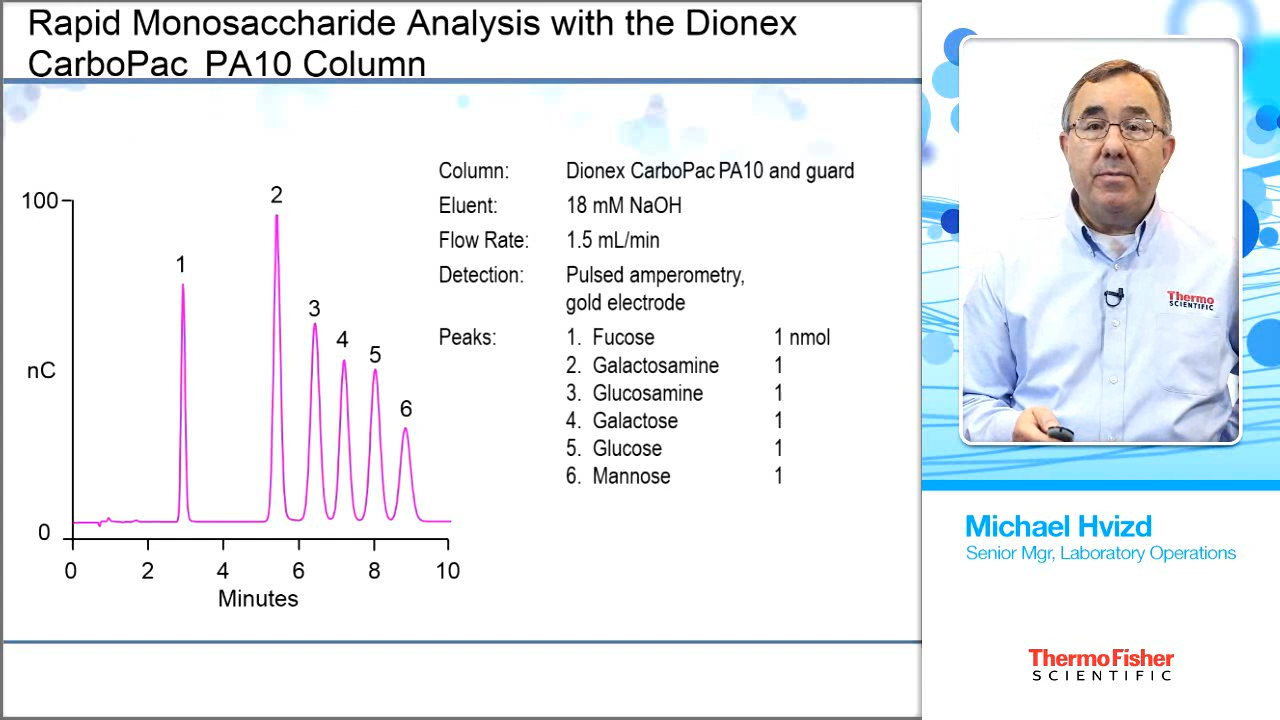 Rapid Monosaccharide Analysis with the Dionex
CarboPac PA10 Column
100
nC
0
1
2
3
4
5
6
0 2 4 6 8 10
Minutes
Column: Dionex CarboPac PA10 and guard
Eluent: 18 mM NaOH
Flow Rate: 1.5 mL/min
Detection: Pulsed amperometry,
gold electrode
Peaks: 1. Fucose 1 nmol
2. Galactosamine 1
3. Glucosamine 1
4. Galactose 1
5. Glucose 1
6. Mannose 1
Thermo
SCIENTIFIC
Michael Hvizd
Senior Mgr, Laboratory Operations
ThermoFisher
SCIENTIFIC